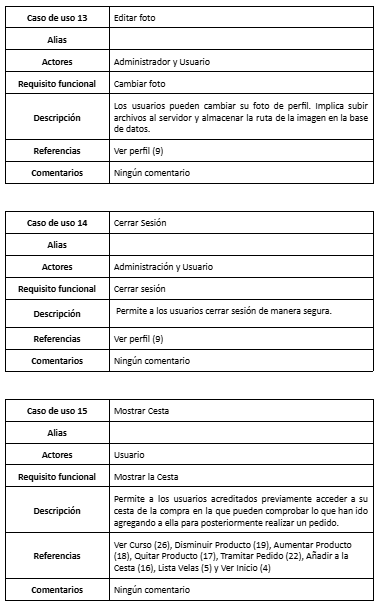 Caso de uso 13 Editar foto
Alias
Actores Administrador y Usuario
Requisito funcional Cambiar foto
Descripción Los usuarios pueden cambiar su foto de perfil. Implica subir
archivos al servidor y almacenar la ruta de la imagen en la base
de datos.
Referencias Ver perfil (9)
Comentarios Ningún comentario
Caso de uso 14 Cerrar Sesión
Alias
Actores Administración y Usuario
Requisito funcional Cerrar sesión
Descripción Permite a los usuarios cerrar sesión de manera segura.
Referencias Ver perfil (9)
Comentarios Ningún comentario
Caso de uso 15 Mostrar Cesta
Alias
Actores Usuario
Requisito funcional Mostrar la Cesta
Descripción Permite a los usuarios acreditados previamente acceder a su
cesta de la compra en la que pueden comprobar lo que han ido
agregando a ella para posteriormente realizar un pedido.
Referencias Ver Curso (26), Disminuir Producto (19), Aumentar Producto
(18), Quitar Producto (17), Tramitar Pedido (22), Añadir a la
Cesta (16), Lista Velas (5) y Ver Inicio (4)
Comentarios Ningún comentario